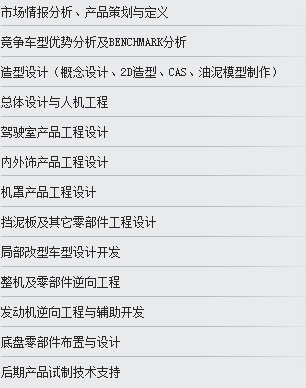 市场情报分析、产品策划与定义
竞争车型优势分析及BENCHMARK分析
造型设计（概念设计、2D造型、CAS、油泥模型制作）
总体设计与人机工程
驾驶室产品工程设计
内外饰产品工程设计
机罩产品工程设计
挡泥板及其它零部件工程设计
局部改型车型设计开发
整机及零部件逆向工程
发动机逆向工程与辅助开发
底盘零部件布置与设计
后期产品试制技术支持